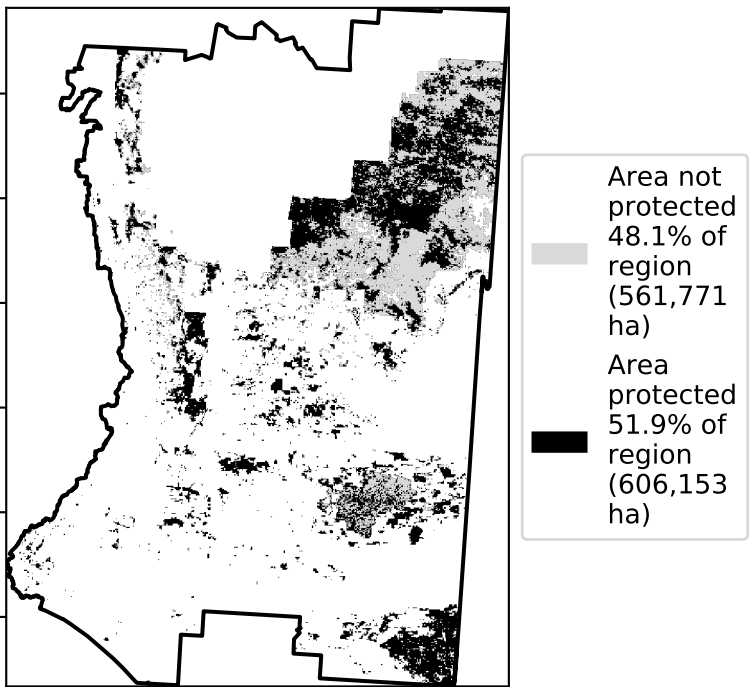 Area not
protected
48.1% of
region
(561,771
ha)
Area
protected
51.9% of
region
(606,153
ha)